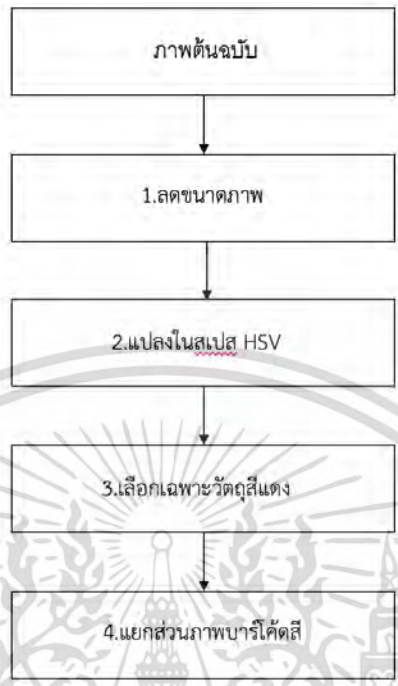 ภาพต้นฉบับ
1.ลดขนาดภาพ
2.แปลงในสเปส HSV
3.เลือกเฉพาะวัตถุสีแดง
4.แยกส่วนภาพบาร์โค้ดสี